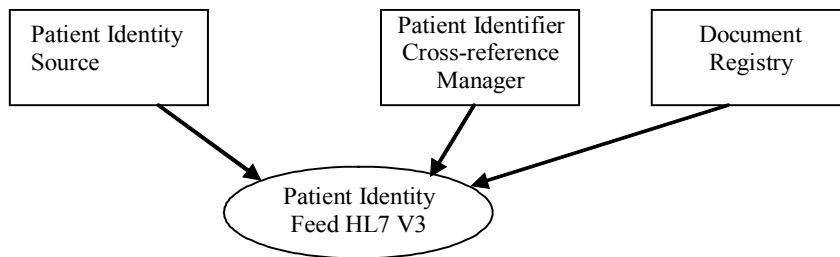 Patient Identity
Source
Patient Identifier
Cross-reference
Manager
Document
Registry
Patient Identity
Feed HL7 V3